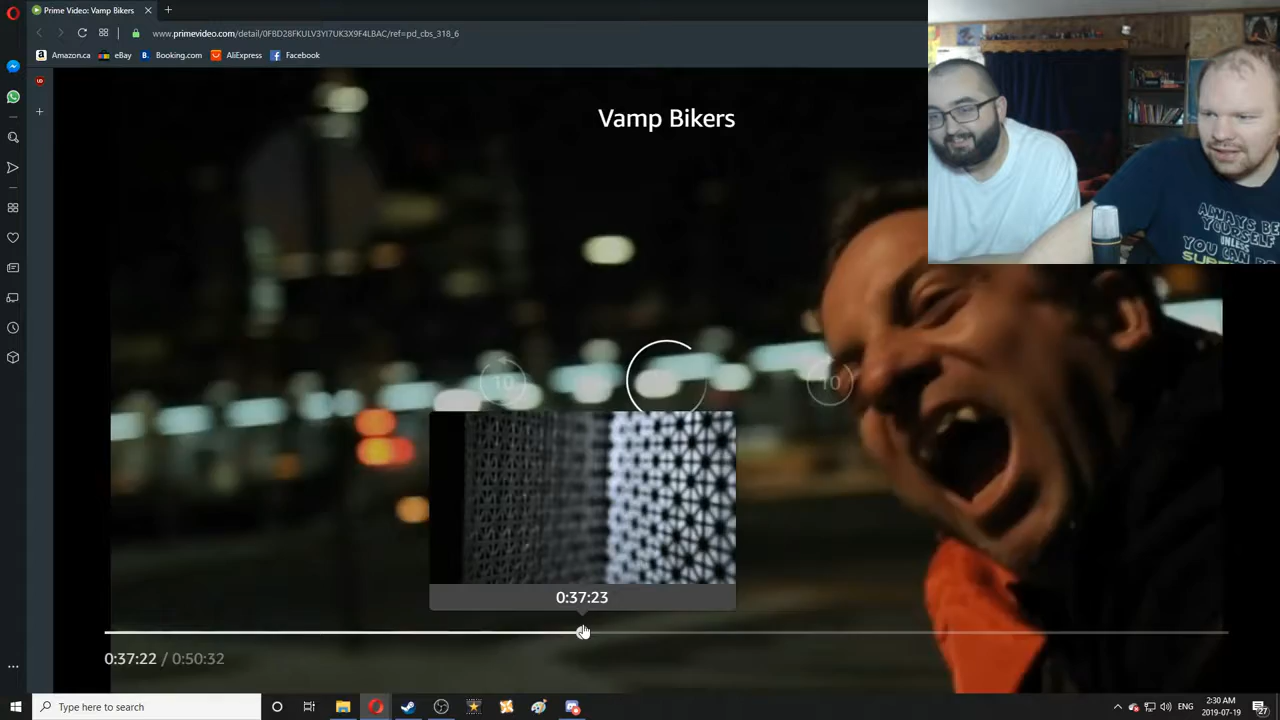 Prime Video: Vamp Bikers
www.primevideo.com/detail/0FBD28FKULV3YI7UK3X9F4LBAC/ref=pd_cbs_318_6
Amazon.ca
eBay
Booking.com
AliExpress
Facebook
Vamp Bikers
ALWAYS BE
YOURSELF
UNLESS
YOU CAN BE
10
10
0:37:23
0:37:22 / 0:50:32
Type here to search
ENG
2:30 AM
2019-07-19
27